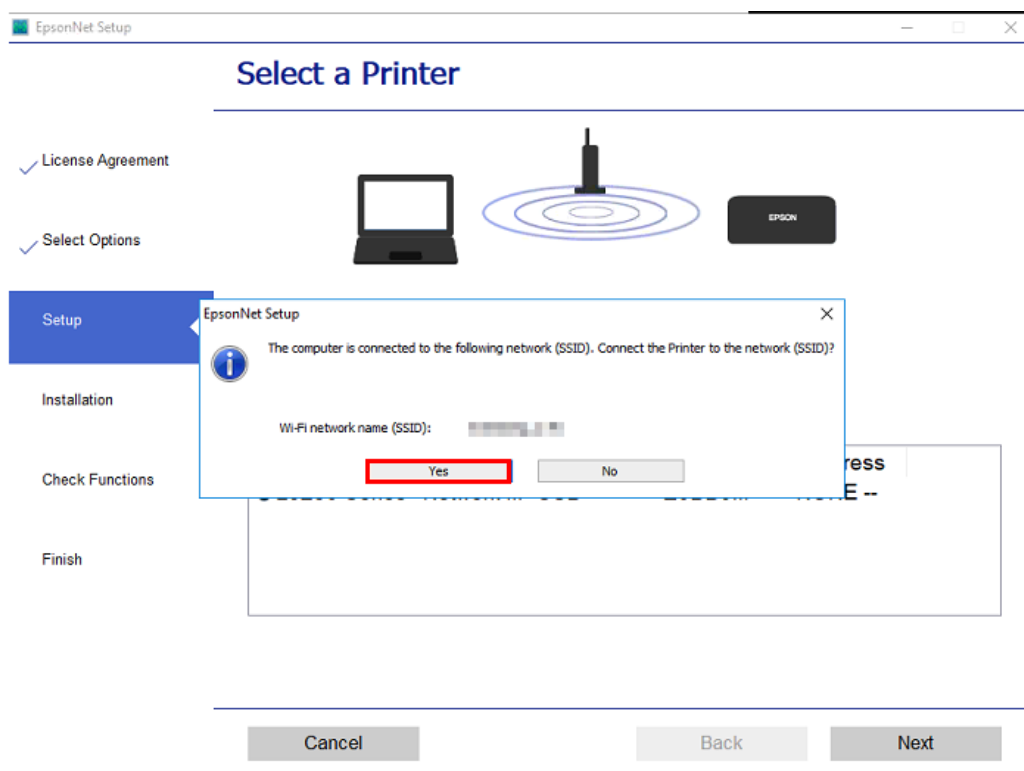 EpsonNet Setup
Select a Printer
License Agreement
Select Options
Setup
Installation
Check Functions
Finish
EPSON
EpsonNet Setup
The computer is connected to the following network (SSID). Connect the Printer to the network (SSID)?
Wi-Fi network name (SSID):
Yes No
Cancel Back Next